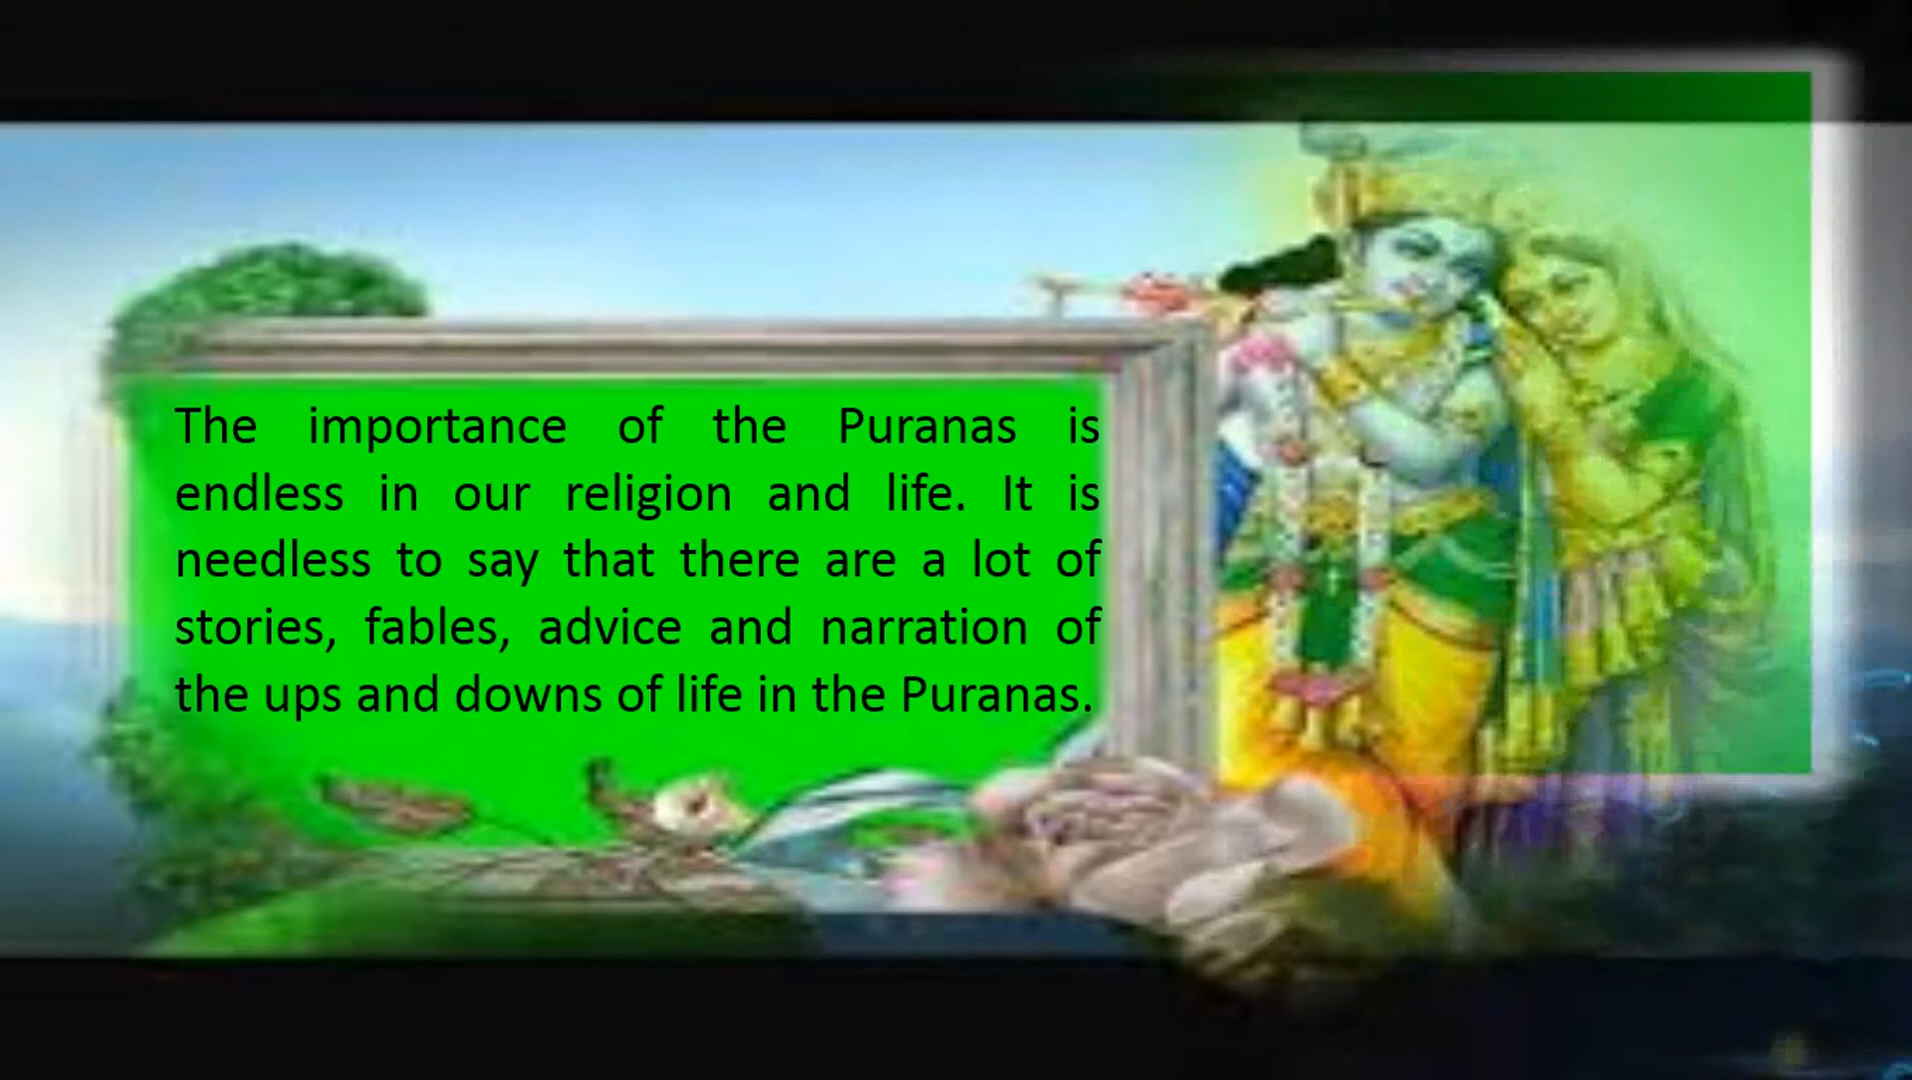 The importance of the Puranas is
endless in our religion and life. It is
needless to say that there are a lot of
stories, fables, advice and narration of
the ups and downs of life in the Puranas.